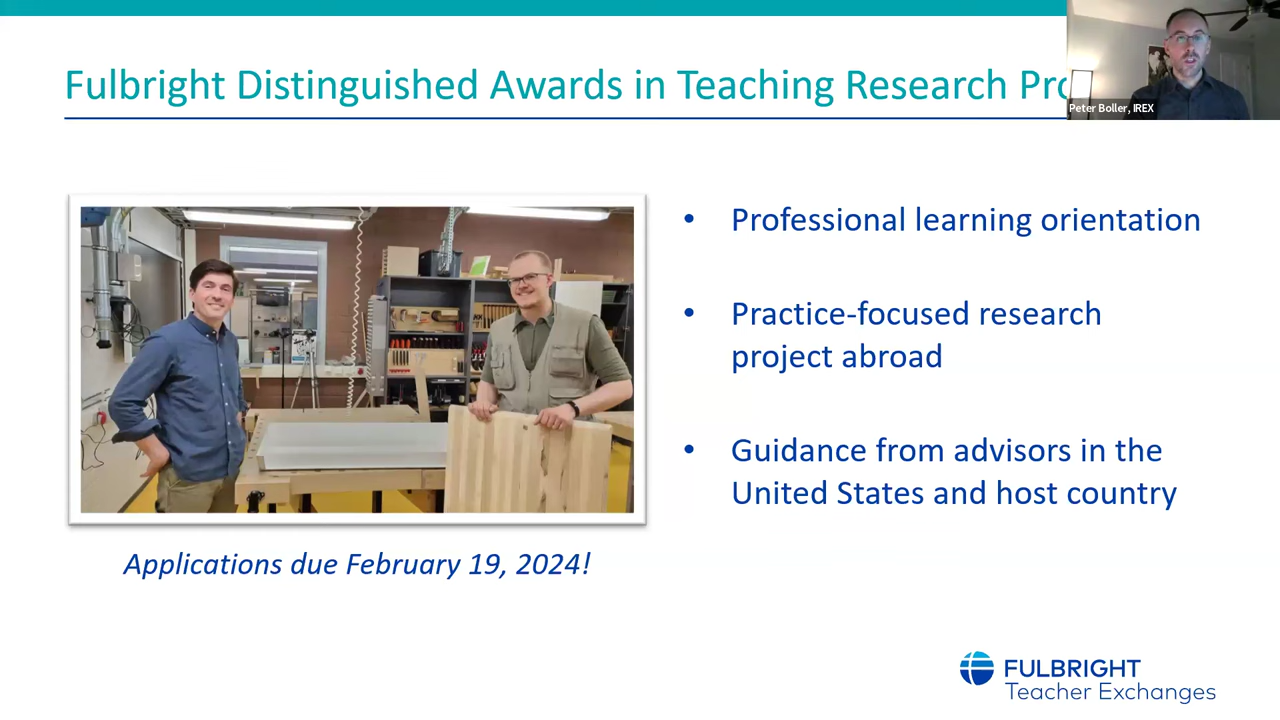 Fulbright Distinguished Awards in Teaching Research Pro
Peter Boller, IREX
• Professional learning orientation
• Practice-focused research
project abroad
• Guidance from advisors in the
United States and host country
Applications due February 19, 2024!
FULBRIGHT
Teacher Exchanges